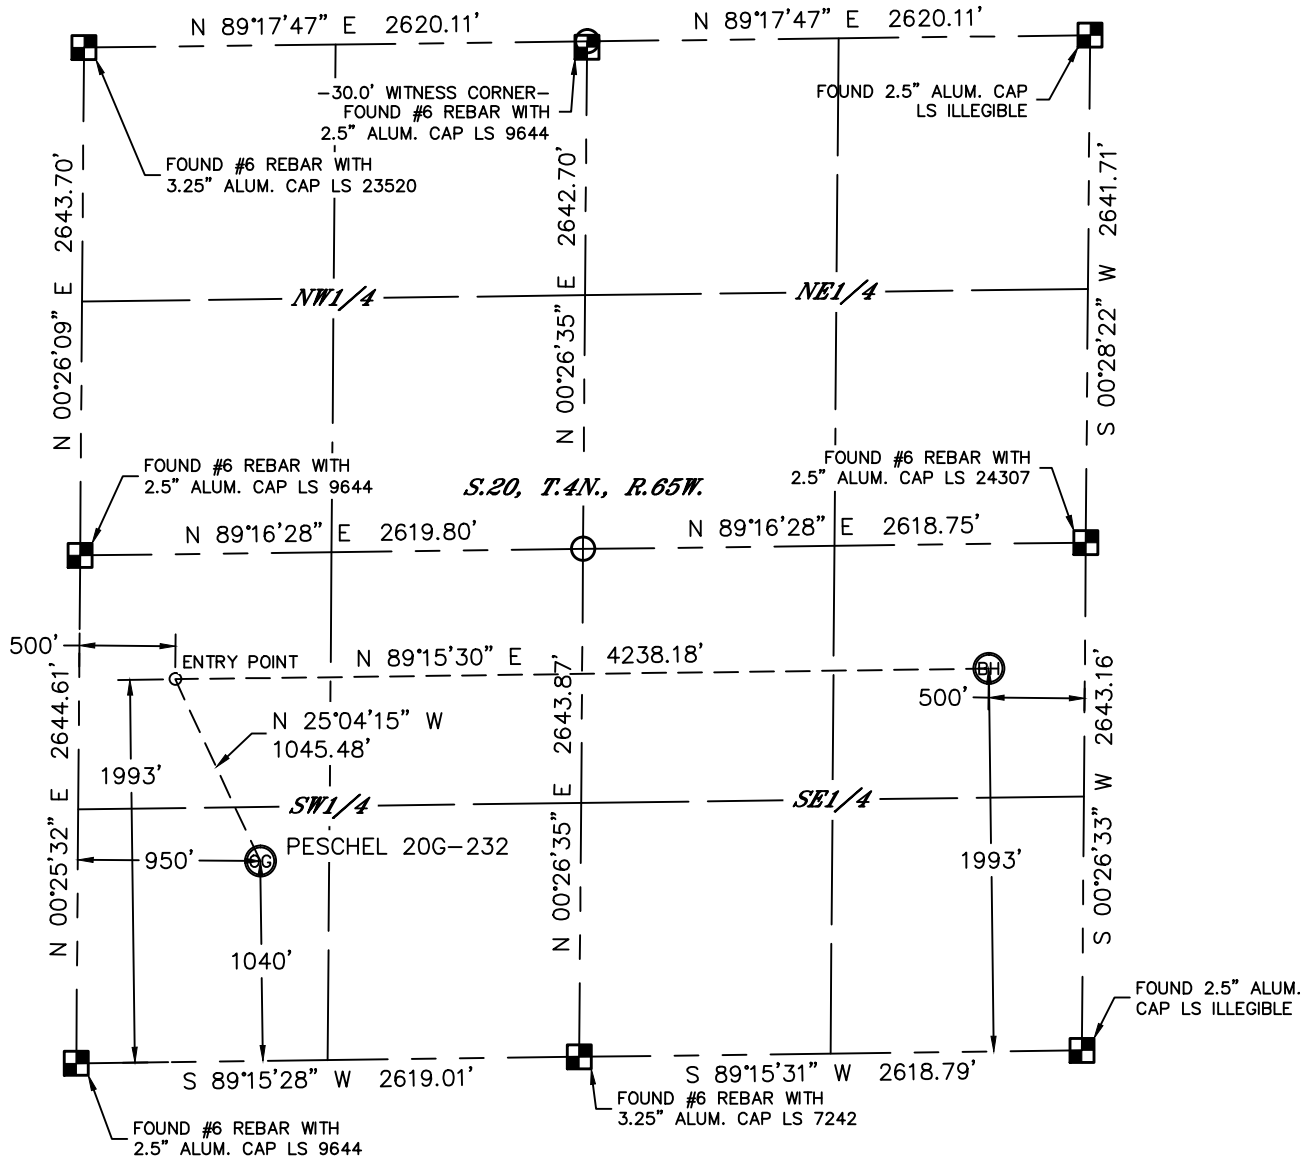 N 89°17'47" E 2620.11'
N 89°17'47" E 2620.11'
-30.0' WITNESS CORNER-
FOUND #6 REBAR WITH
2.5" ALUM. CAP LS 9644
FOUND 2.5" ALUM. CAP
LS ILLEGIBLE
FOUND #6 REBAR WITH
3.25" ALUM. CAP LS 23520
N 00°26'09" E 2643.70'
N 00°26'35" E 2642.70'
S 00°28'22" W 2641.71'
NW1/4
NE1/4
FOUND #6 REBAR WITH
2.5" ALUM. CAP LS 9644
S.20, T.4N., R.65W.
FOUND #6 REBAR WITH
2.5" ALUM. CAP LS 24307
N 89°16'28" E 2619.80'
N 89°16'28" E 2618.75'
500'
ENTRY POINT
N 89°15'30" E 4238.18'
BH
500'
N 25°04'15" W
1045.48'
N 00°25'32" E 2644.61'
N 00°26'35" E 2643.87'
S 00°26'33" W 2643.16'
1993'
SW1/4
SE1/4
PESCHEL 20G-232
950'
OG
1993'
1040'
FOUND 2.5" ALUM.
CAP LS ILLEGIBLE
S 89°15'28" W 2619.01'
S 89°15'31" W 2618.79'
FOUND #6 REBAR WITH
3.25" ALUM. CAP LS 7242
FOUND #6 REBAR WITH
2.5" ALUM. CAP LS 9644